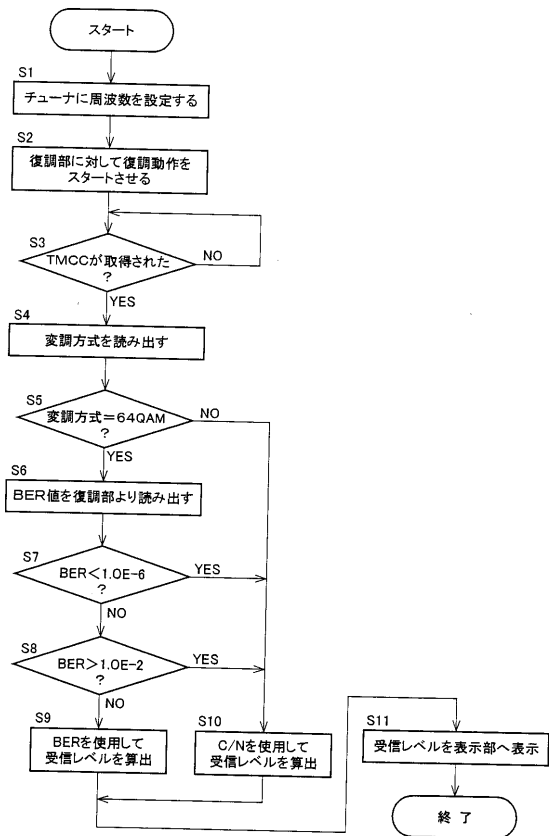 スタート
S1
チューナに周波数を設定する
S2
復調部に対して復調動作を
スタートさせる
S3
TMCCが取得された
?
NO
YES
S4
変調方式を読み出す
S5
変調方式=64QAM
?
NO
YES
S6
BER値を復調部より読み出す
S7
BER<1.0E-6
?
YES
NO
S8
BER>1.0E-2
?
YES
NO
S9
BERを使用して
受信レベルを算出
S10
C/Nを使用して
受信レベルを算出
S11
受信レベルを表示部へ表示
終了